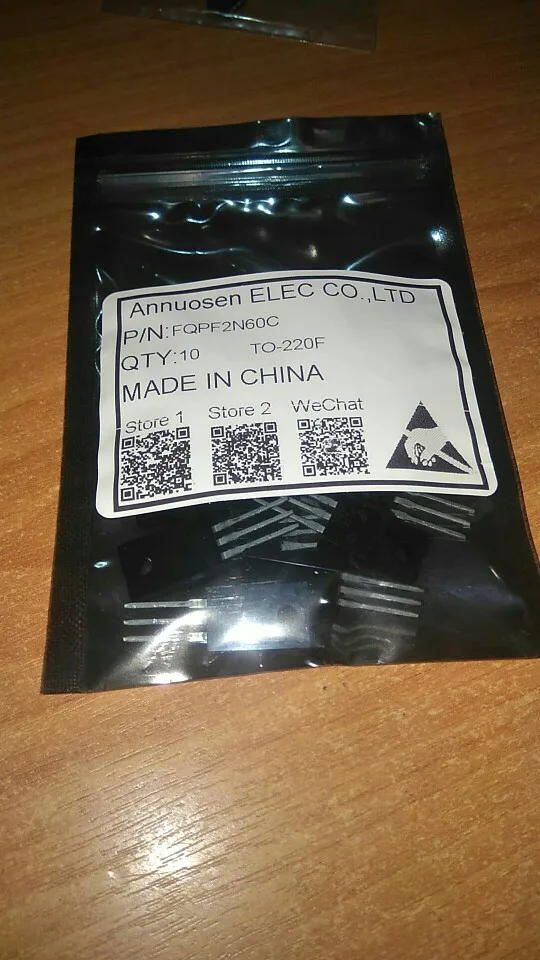 Annuosen ELEC CO.,LTD
P/N:FQPF2N60C
QTY:10 TO-220F
MADE IN CHINA
Store 1 Store 2 WeChat